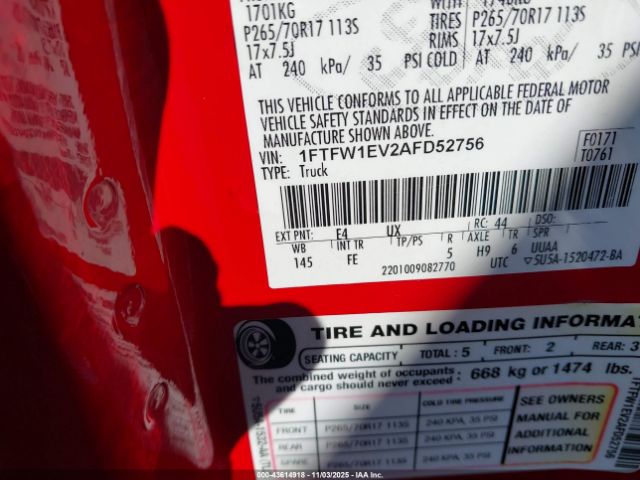 1701KG
P265/70R17 113S
17x7.5J
AT 240 kPa/ 35 PSI COLD
TIRES P265/70R17 113S
RIMS 17x7.5J
AT 240 kPa/ 35 PSI
THIS VEHICLE CONFORMS TO ALL APPLICABLE FEDERAL MOTOR
VEHICLE SAFETY STANDARDS IN EFFECT ON THE DATE OF
MANUFACTURE SHOWN ABOVE.
VIN: 1FTFW1EV2AFD52756
TYPE: Truck
F0171
T0761
EXT PNT: E4 UX RC: 44 DSO:
WB INT TR TP/PS R AXLE TR SPR
145 FE 5 H9 6 UUAA
2201009082770 UTC ▽5U5A-1520472-BA
TIRE AND LOADING INFORMAT
SEATING CAPACITY TOTAL : 5 FRONT: 2 REAR: 3
The combined weight of occupants
and cargo should never exceed : 668 kg or 1474 lbs.
TIRE SIZE COLD TIRE PRESSURE
FRONT P265/70R17 113S 240 KPA, 35 PSI
REAR P265/70R17 113S 240 KPA, 35 PSI
SPARE P265/70R17 113S 240 KPA, 35 PSI
SEE OWNERS
MANUAL FOR
ADDITIONAL
INFORMATION
Stock No: 43614918 - 11/03/2025 - IAA Inc.